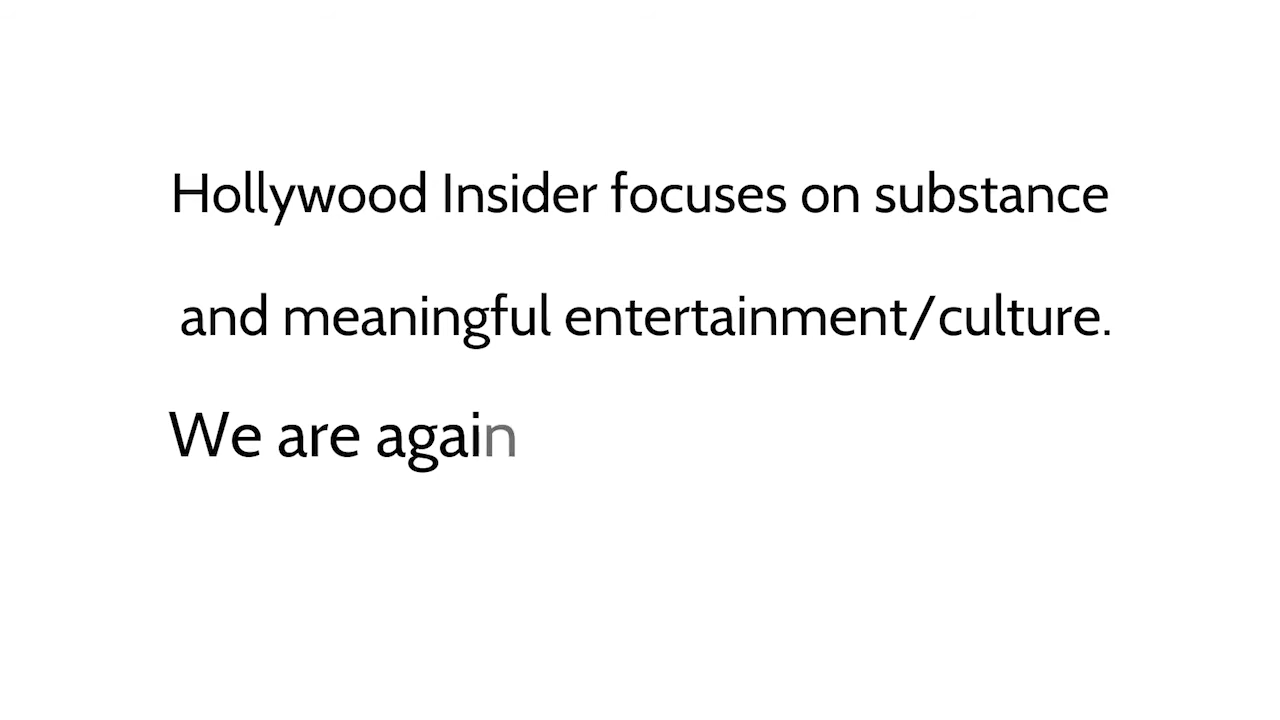 Hollywood Insider focuses on substance
and meaningful entertainment/culture.
We are again